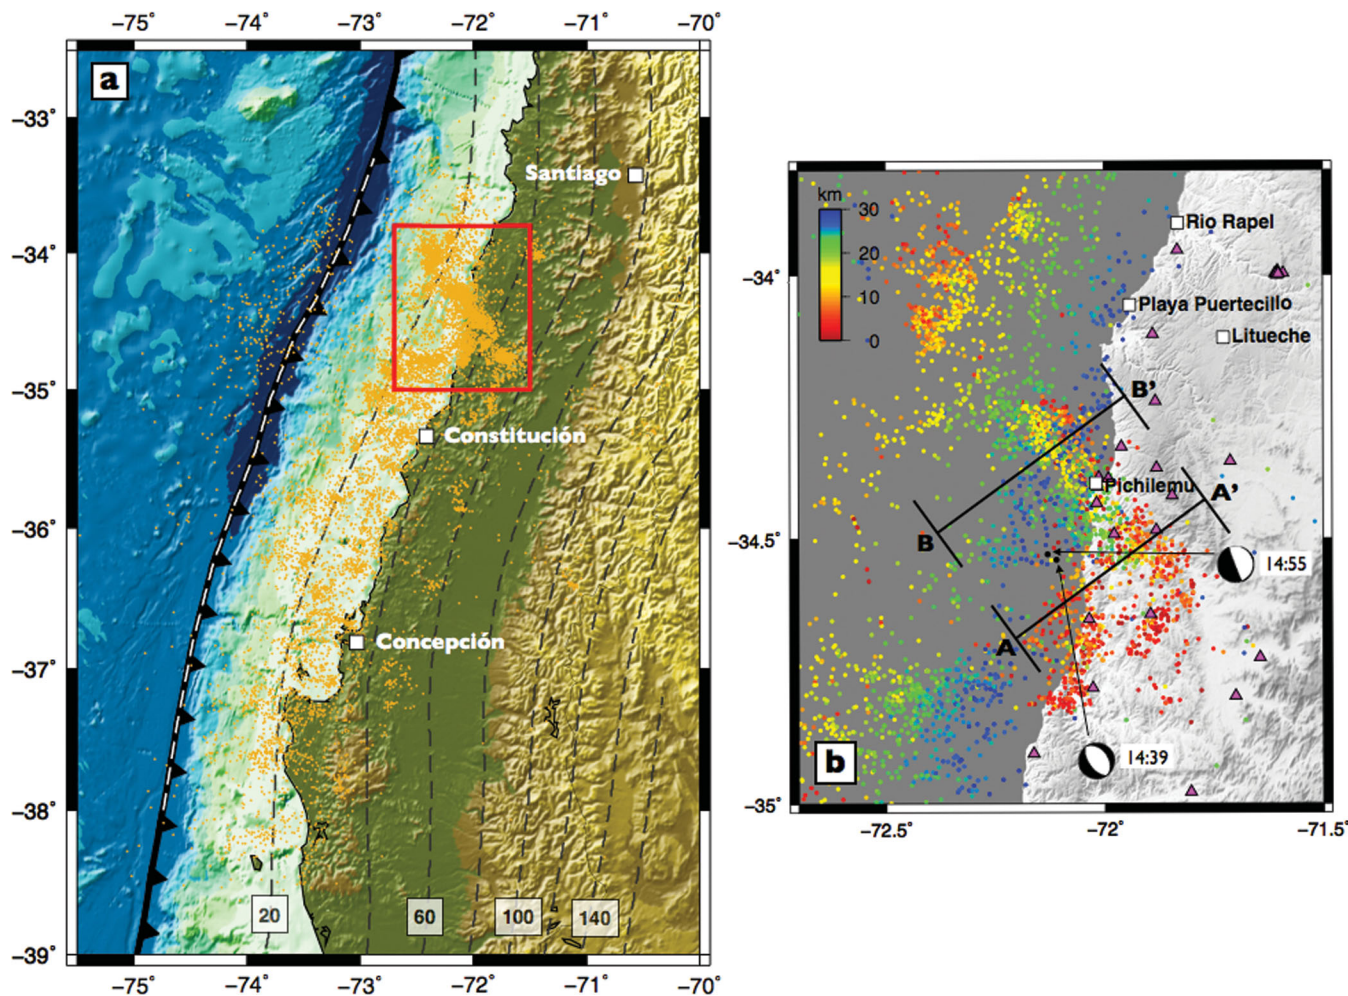 −75° −74° −73° −72° −71° −70°
a
−33°
−34°
−35°
−36°
−37°
−38°
−39°
Santiago
Constitución
Concepción
20 60 100 140
−75° −74° −73° −72° −71° −70°
km
30
20
10
0
Rio Rapel
Playa Puertecillo
Litueche
Pichilemu
B'
A'
B
A
14:55
14:39
b
−34°
−34.5°
−35°
−72.5° −72° −71.5°